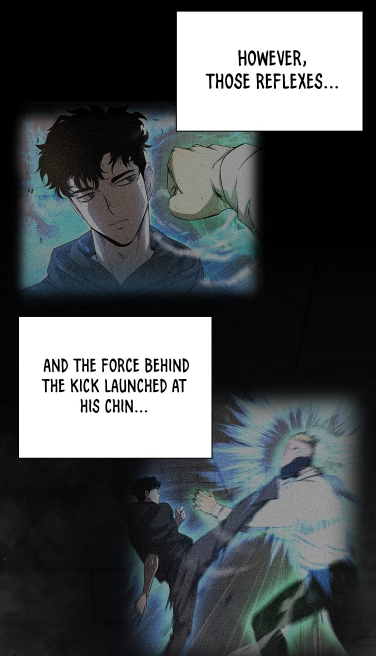 HOWEVER,
THOSE REFLEXES...
AND THE FORCE BEHIND
THE KICK LAUNCHED AT
HIS CHIN...